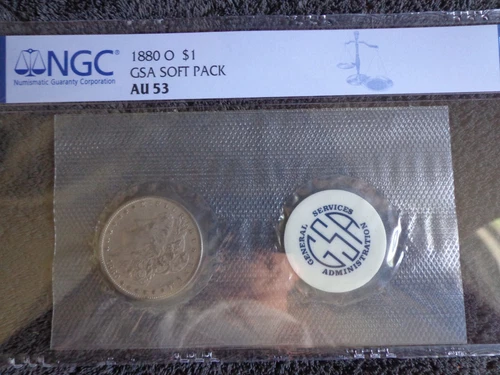 NGC
Numismatic Guaranty Corporation
1880 O $1
GSA SOFT PACK
AU 53
GENERAL SERVICES ADMINISTRATION
GSA